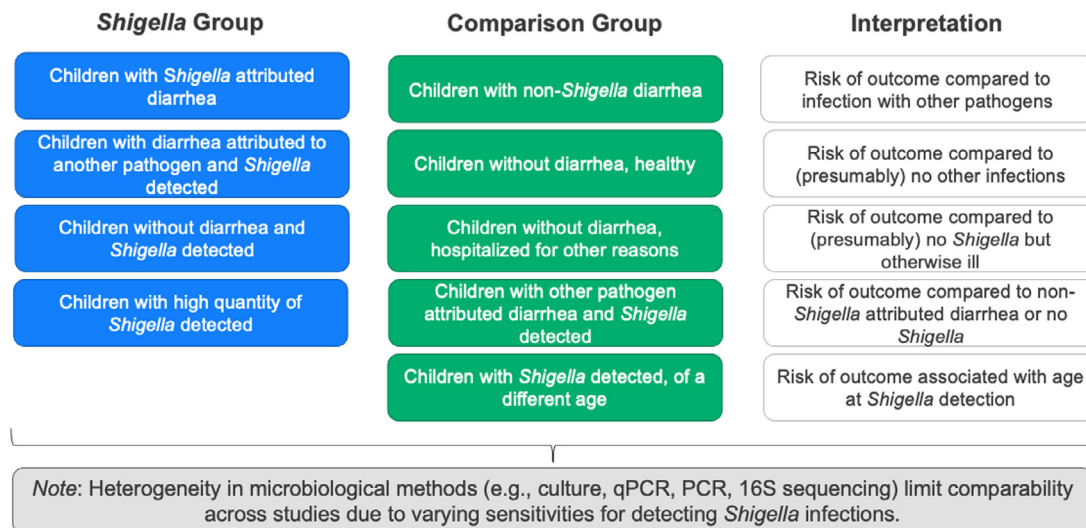 Shigella Group
Comparison Group
Interpretation
Children with Shigella attributed
diarrhea
Children with non-Shigella diarrhea
Risk of outcome compared to
infection with other pathogens
Children with diarrhea attributed to
another pathogen and Shigella
detected
Children without diarrhea, healthy
Risk of outcome compared to
(presumably) no other infections
Children without diarrhea and
Shigella detected
Children without diarrhea,
hospitalized for other reasons
Risk of outcome compared to
(presumably) no Shigella but
otherwise ill
Children with high quantity of
Shigella detected
Children with other pathogen
attributed diarrhea and Shigella
detected
Risk of outcome compared to non-
Shigella attributed diarrhea or no
Shigella
Children with Shigella detected, of a
different age
Risk of outcome associated with age
at Shigella detection
Note: Heterogeneity in microbiological methods (e.g., culture, qPCR, PCR, 16S sequencing) limit comparability
across studies due to varying sensitivities for detecting Shigella infections.